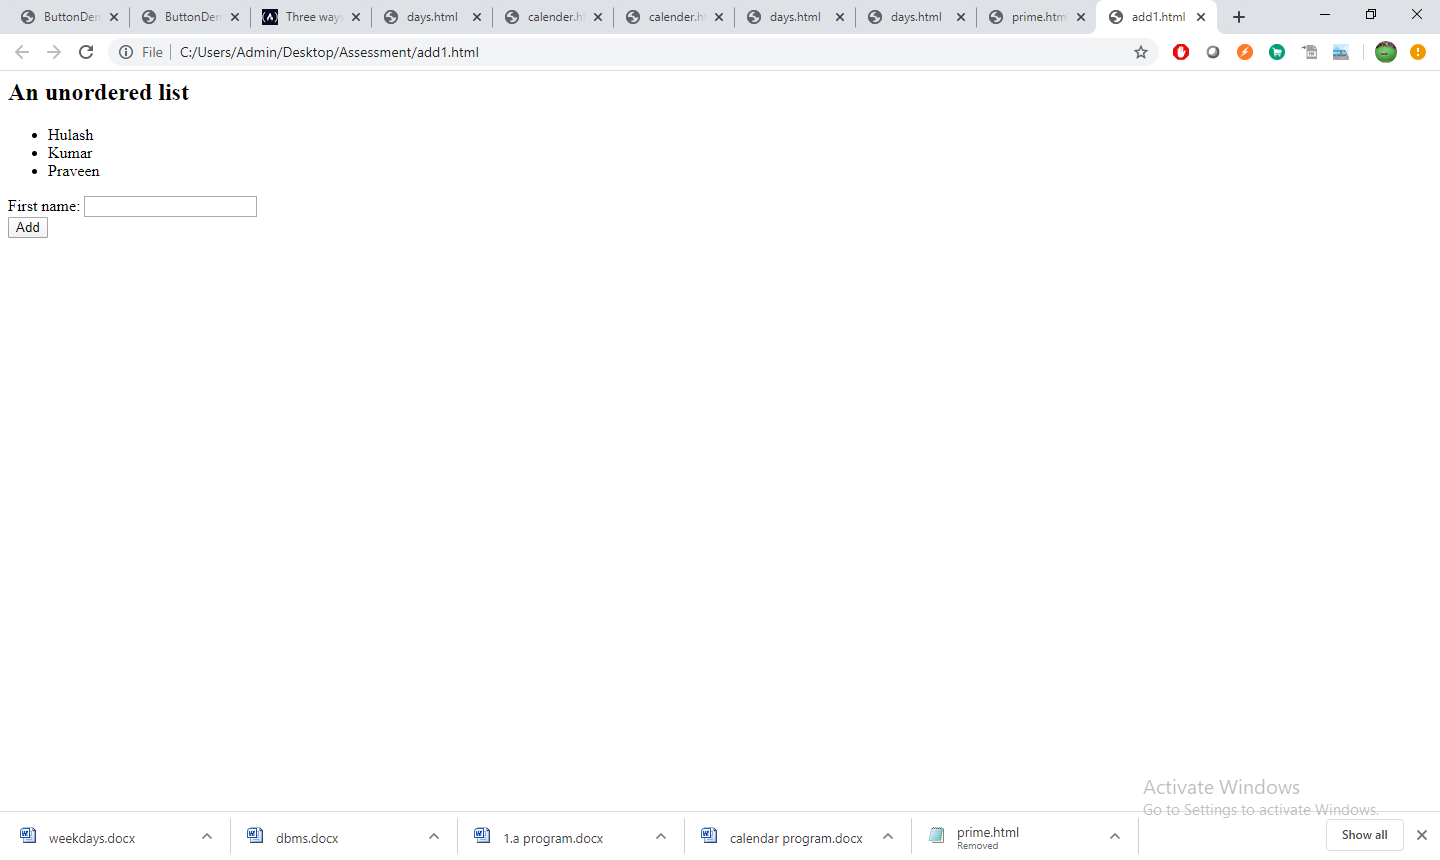 ButtonDen
ButtonDen
Three way
days.html
calender.h
calender.h
days.html
days.html
prime.htm
add1.html
File
C:/Users/Admin/Desktop/Assessment/add1.html
An unordered list
Hulash
Kumar
Praveen
First name:
Add
Activate Windows
Go to Settings to activate Windows.
weekdays.docx
dbms.docx
1.a program.docx
calendar program.docx
prime.html
Removed
Show all